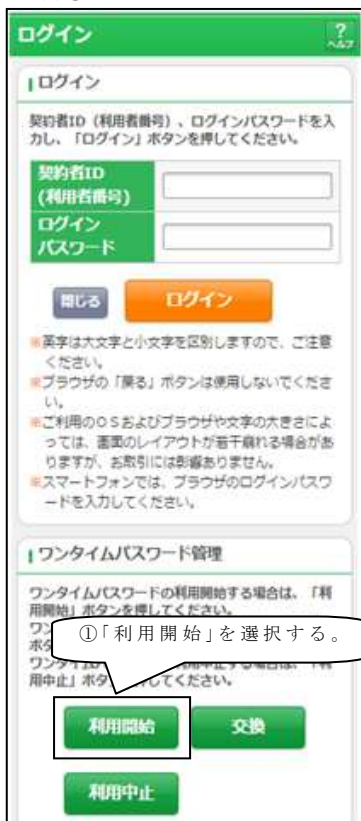 ログイン
?
ヘルプ
ログイン
契約者ID（利用者番号）、ログインパスワードを入
力し、「ログイン」ボタンを押してください。
契約者ID
(利用者番号)
ログイン
パスワード
閉じる
ログイン
※英字は大文字と小文字を区別しますので、ご注意
ください。
※ブラウザの「戻る」ボタンは使用しないでくださ
い。
※ご利用のＯＳおよびブラウザや文字の大きさによ
っては、画面のレイアウトが若干崩れる場合があ
りますが、お取引には影響ありません。
※スマートフォンでは、ブラウザのログインパスワ
ードを入力してください。
ワンタイムパスワード管理
ワンタイムパスワードの利用開始する場合は、「利
用開始」ボタンを押してください。
①「利用開始」を選択する。
用中止」ボタ
してください。
利用開始
交換
利用中止